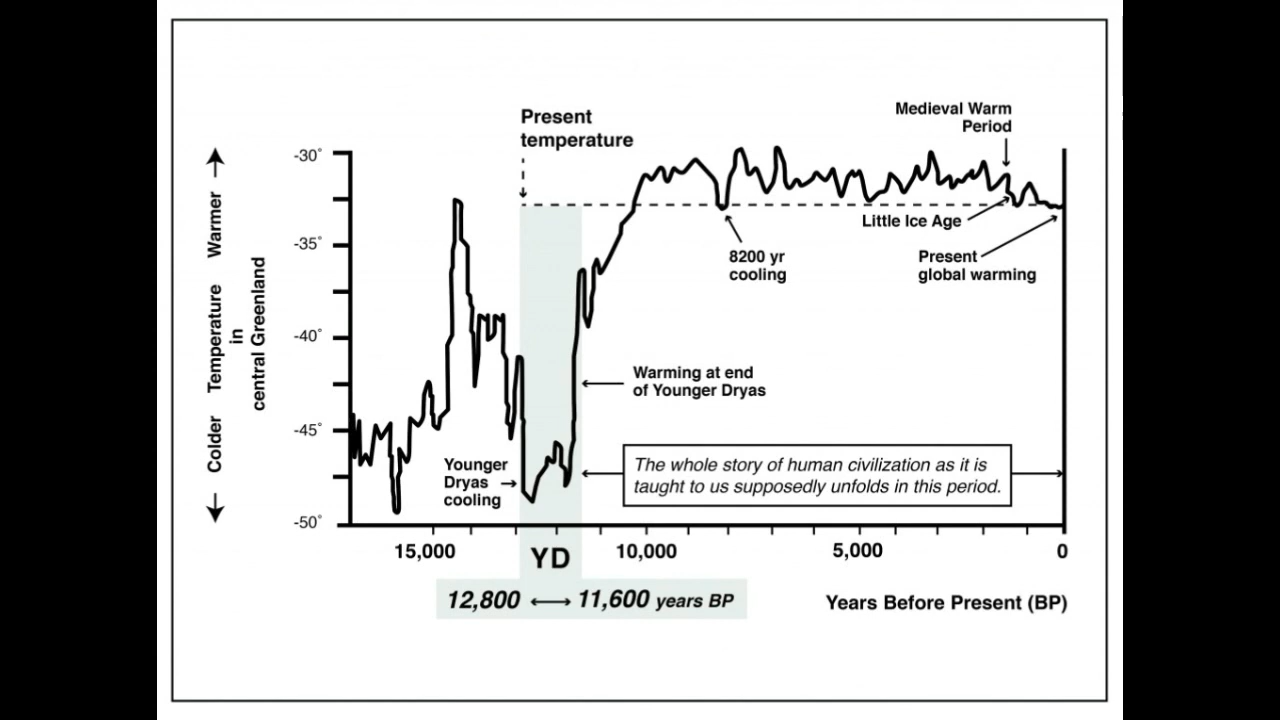 Medieval Warm
Period
Present
temperature
-30°
-35°
-40°
-45°
-50°
Colder Temperature Warmer
in
central Greenland
Little Ice Age
8200 yr
cooling
Present
global warming
Warming at end
of Younger Dryas
Younger
Dryas
cooling
The whole story of human civilization as it is
taught to us supposedly unfolds in this period.
15,000
YD
10,000
5,000
0
12,800 11,600 years BP
Years Before Present (BP)